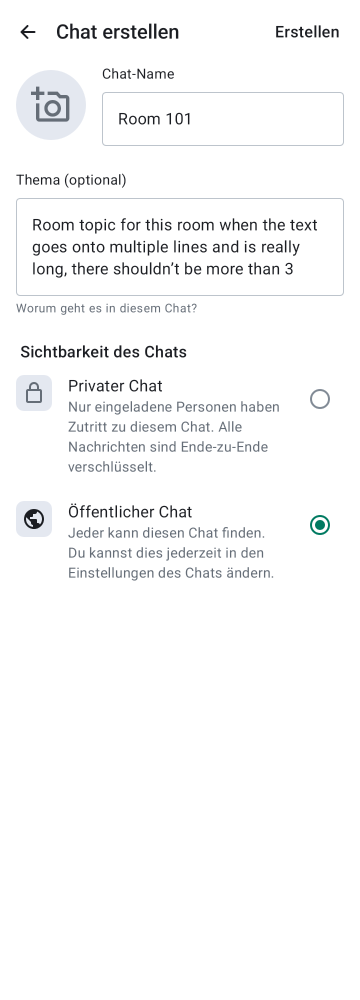 Chat erstellen
Erstellen
Chat-Name
Room 101
Thema (optional)
Room topic for this room when the text
goes onto multiple lines and is really
long, there shouldn’t be more than 3
Worum geht es in diesem Chat?
Sichtbarkeit des Chats
Privater Chat
Nur eingeladene Personen haben
Zutritt zu diesem Chat. Alle
Nachrichten sind Ende-zu-Ende
verschlüsselt.
Öffentlicher Chat
Jeder kann diesen Chat finden.
Du kannst dies jederzeit in den
Einstellungen des Chats ändern.